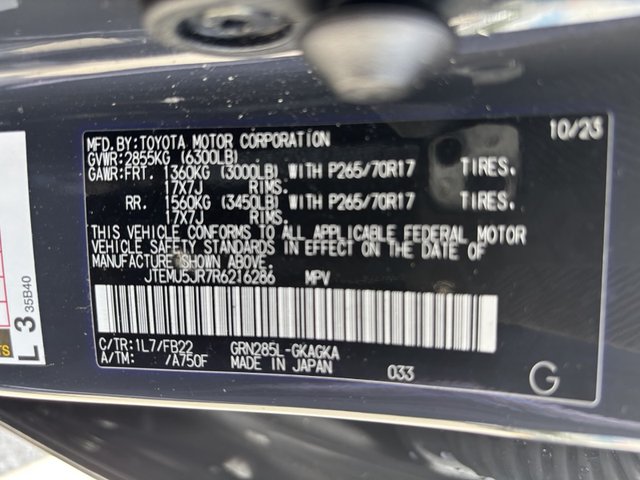 MFD.BY:TOYOTA MOTOR CORPORATION 10/23
GVWR:2855KG (6300LB)
GAWR:FRT. 1360KG (3000LB) WITH P265/70R17 TIRES.
17X7J RIMS.
RR. 1560KG (3450LB) WITH P265/70R17 TIRES.
17X7J RIMS.
THIS VEHICLE CONFORMS TO ALL APPLICABLE FEDERAL MOTOR
VEHICLE SAFETY STANDARDS IN EFFECT ON THE DATE OF
MANUFACTURE SHOWN ABOVE.
JTEMU5JR7R6216286 MPV
C/TR:1L7/FB22 GRN285L-GKAGKA
A/TM: /A750F MADE IN JAPAN 033
G
L 3 35B40